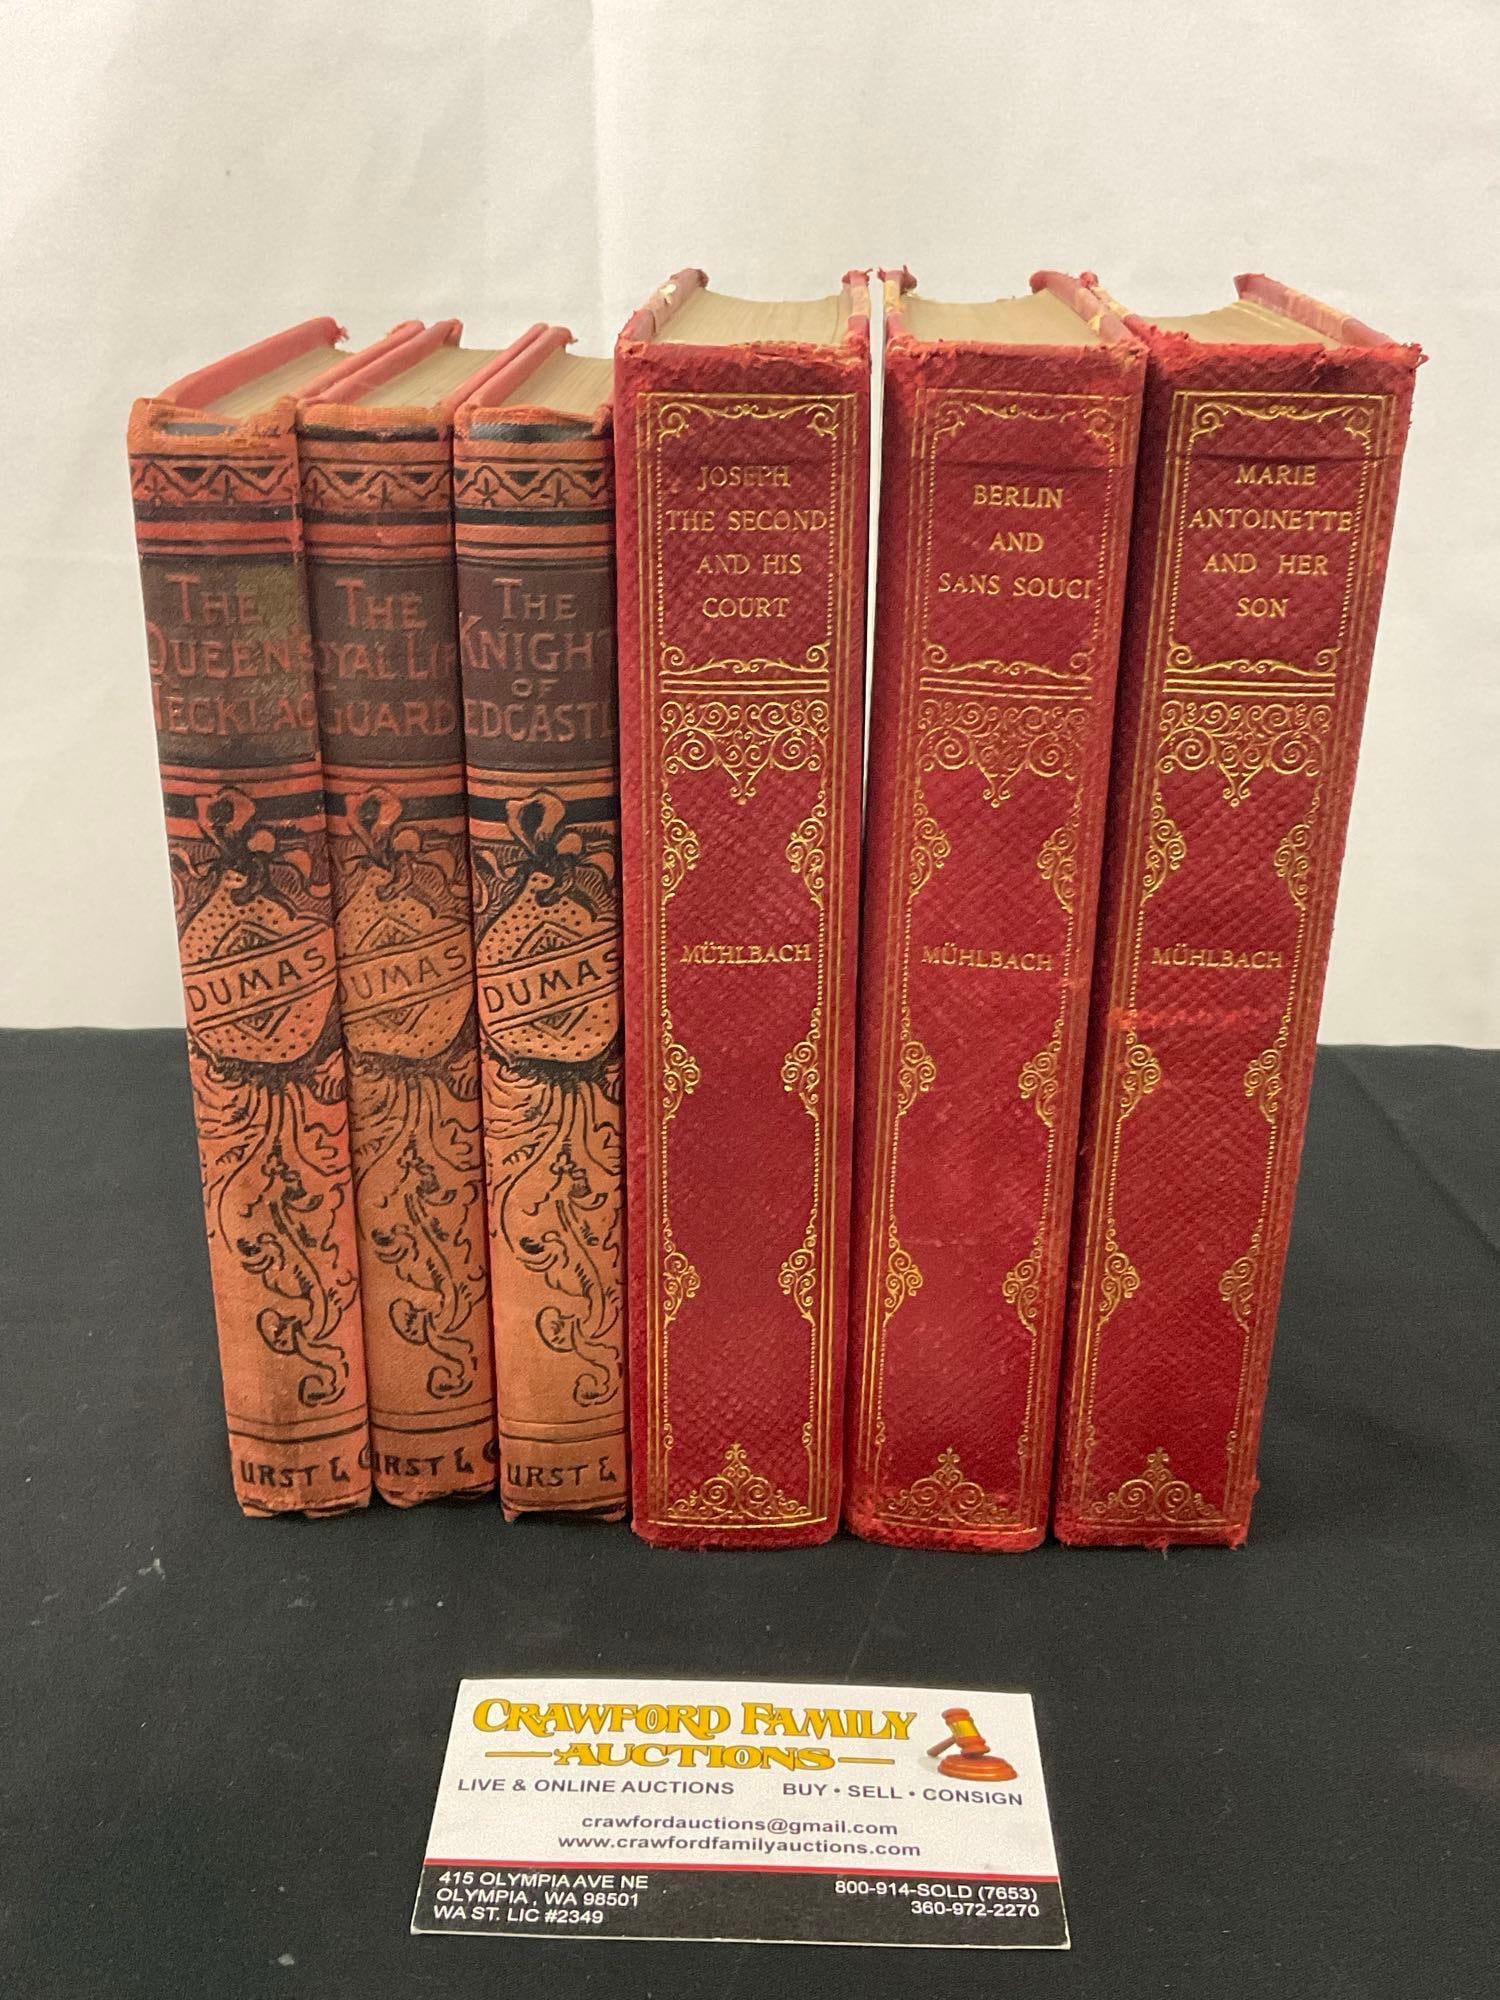 THE
QUEEN'S
NECKLAC
DUMAS
URST & C
THE
OYAL LIF
GUARD
DUMAS
URST & C
THE
KNIGHT
OF
EDCASTL
DUMAS
URST &
JOSEPH
THE SECOND
AND HIS
COURT
MÜHLBACH
BERLIN
AND
SANS SOUCI
MÜHLBACH
MARIE
ANTOINETTE
AND HER
SON
MÜHLBACH
CRAWFORD FAMILY
AUCTIONS
LIVE & ONLINE AUCTIONS BUY • SELL • CONSIGN
crawfordauctions@gmail.com
www.crawfordfamilyauctions.com
415 OLYMPIA AVE NE
OLYMPIA , WA 98501
WA ST. LIC #2349
800-914-SOLD (7653)
360-972-2270